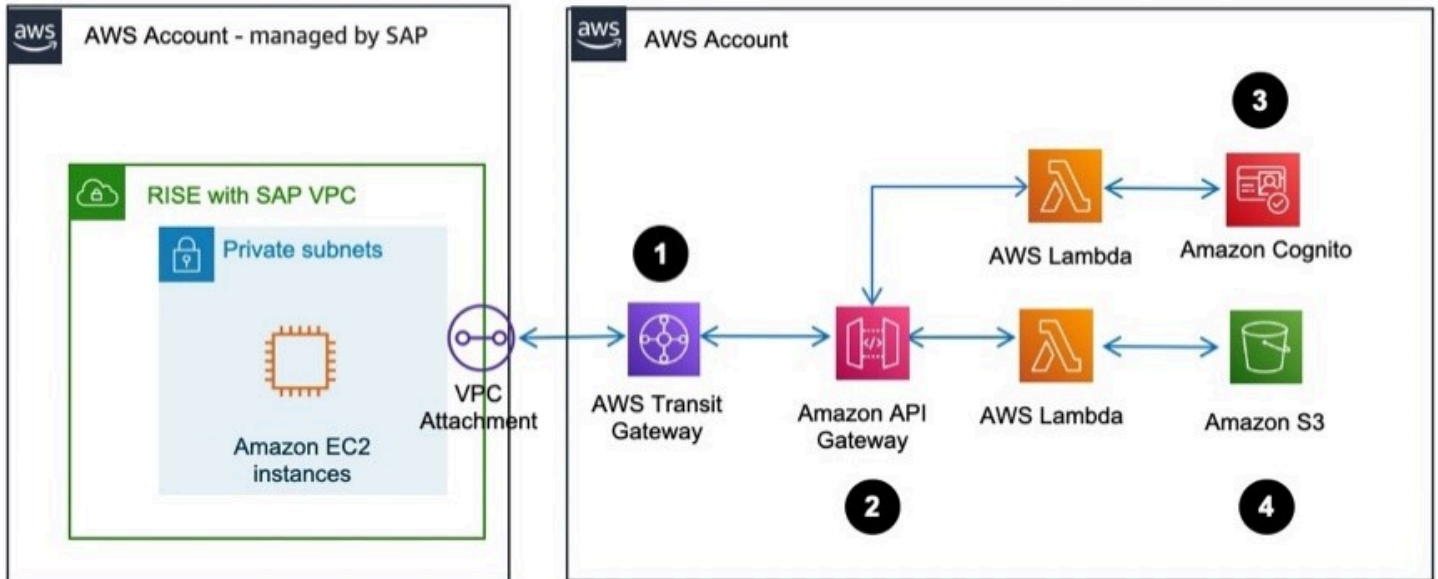 aws
AWS Account - managed by SAP
aws
AWS Account
3
RISE with SAP VPC
Private subnets
AWS Lambda
Amazon Cognito
1
</>
VPC
Attachment
AWS Transit
Gateway
Amazon API
Gateway
AWS Lambda
Amazon S3
Amazon EC2
instances
2
4